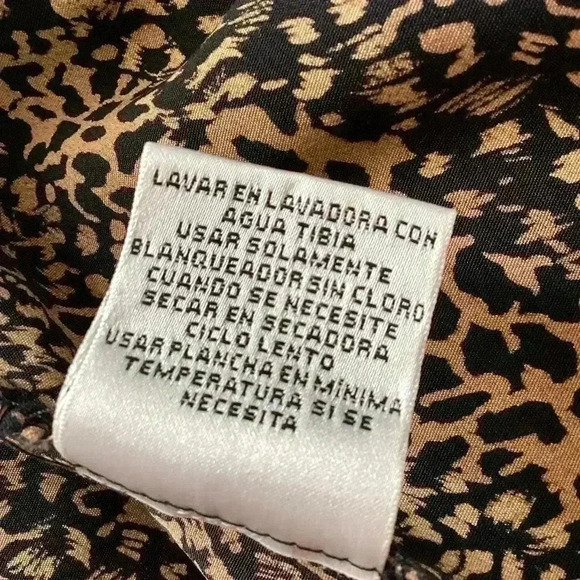 LAVAR EN LAVADORA CON
AGUA TIBIA
USAR SOLAMENTE
BLANQUEADOR SIN CLORO
CUANDO SE NECESITE
SECAR EN SECADORA
CICLO LENTO
USAR PLANCHA EN MÍNIMA
TEMPERATURA SI SE
NECESITA